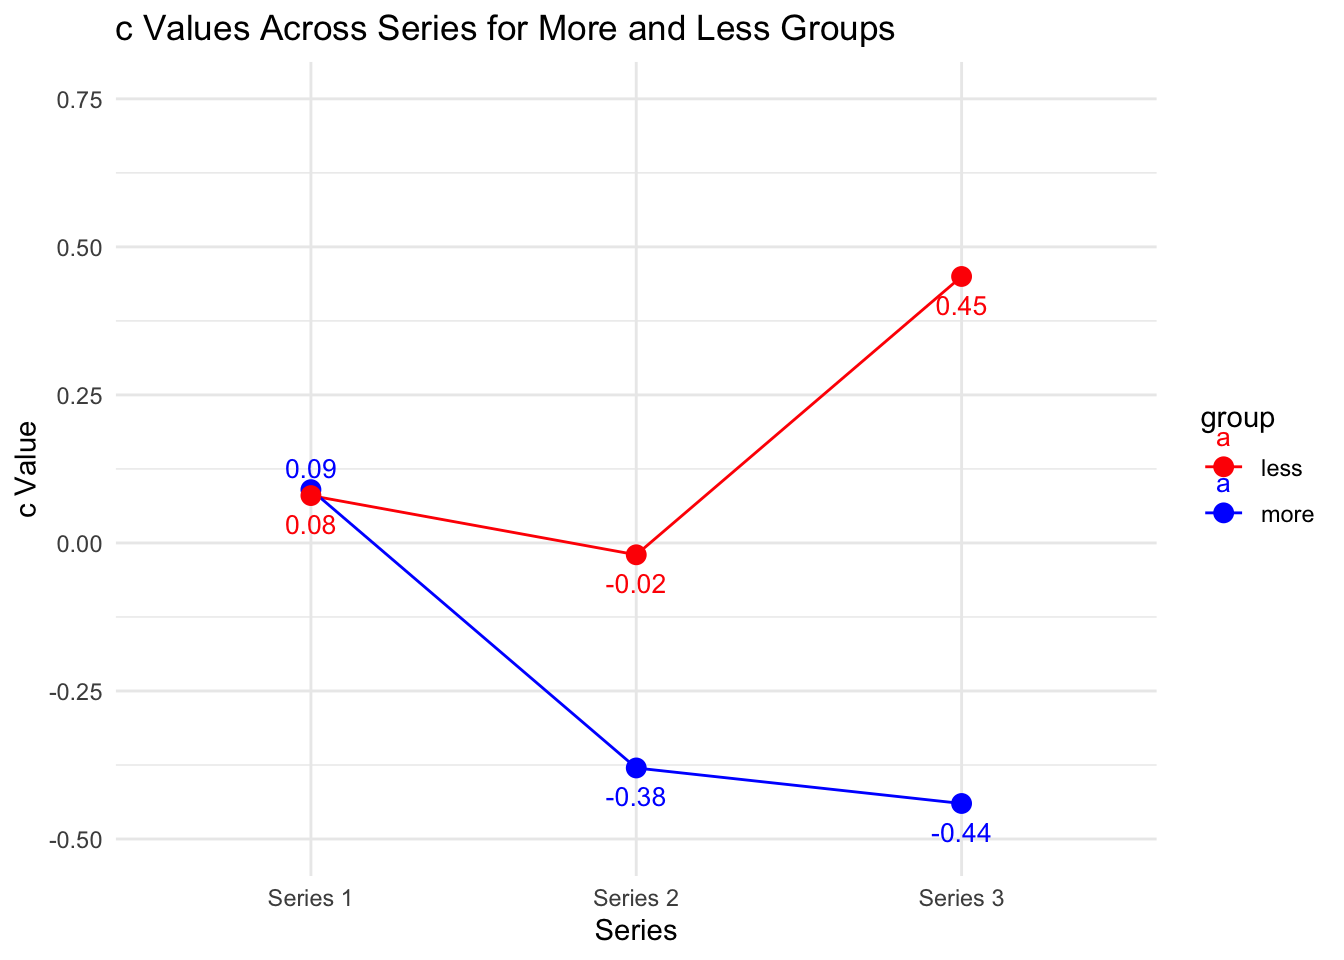 c Values Across Series for More and Less Groups
0.75
0.50
0.25
0.00
-0.25
-0.50
c Value
0.09
0.08
-0.02
-0.38
0.45
-0.44
Series 1
Series 2
Series 3
Series
group
a
less
a
more